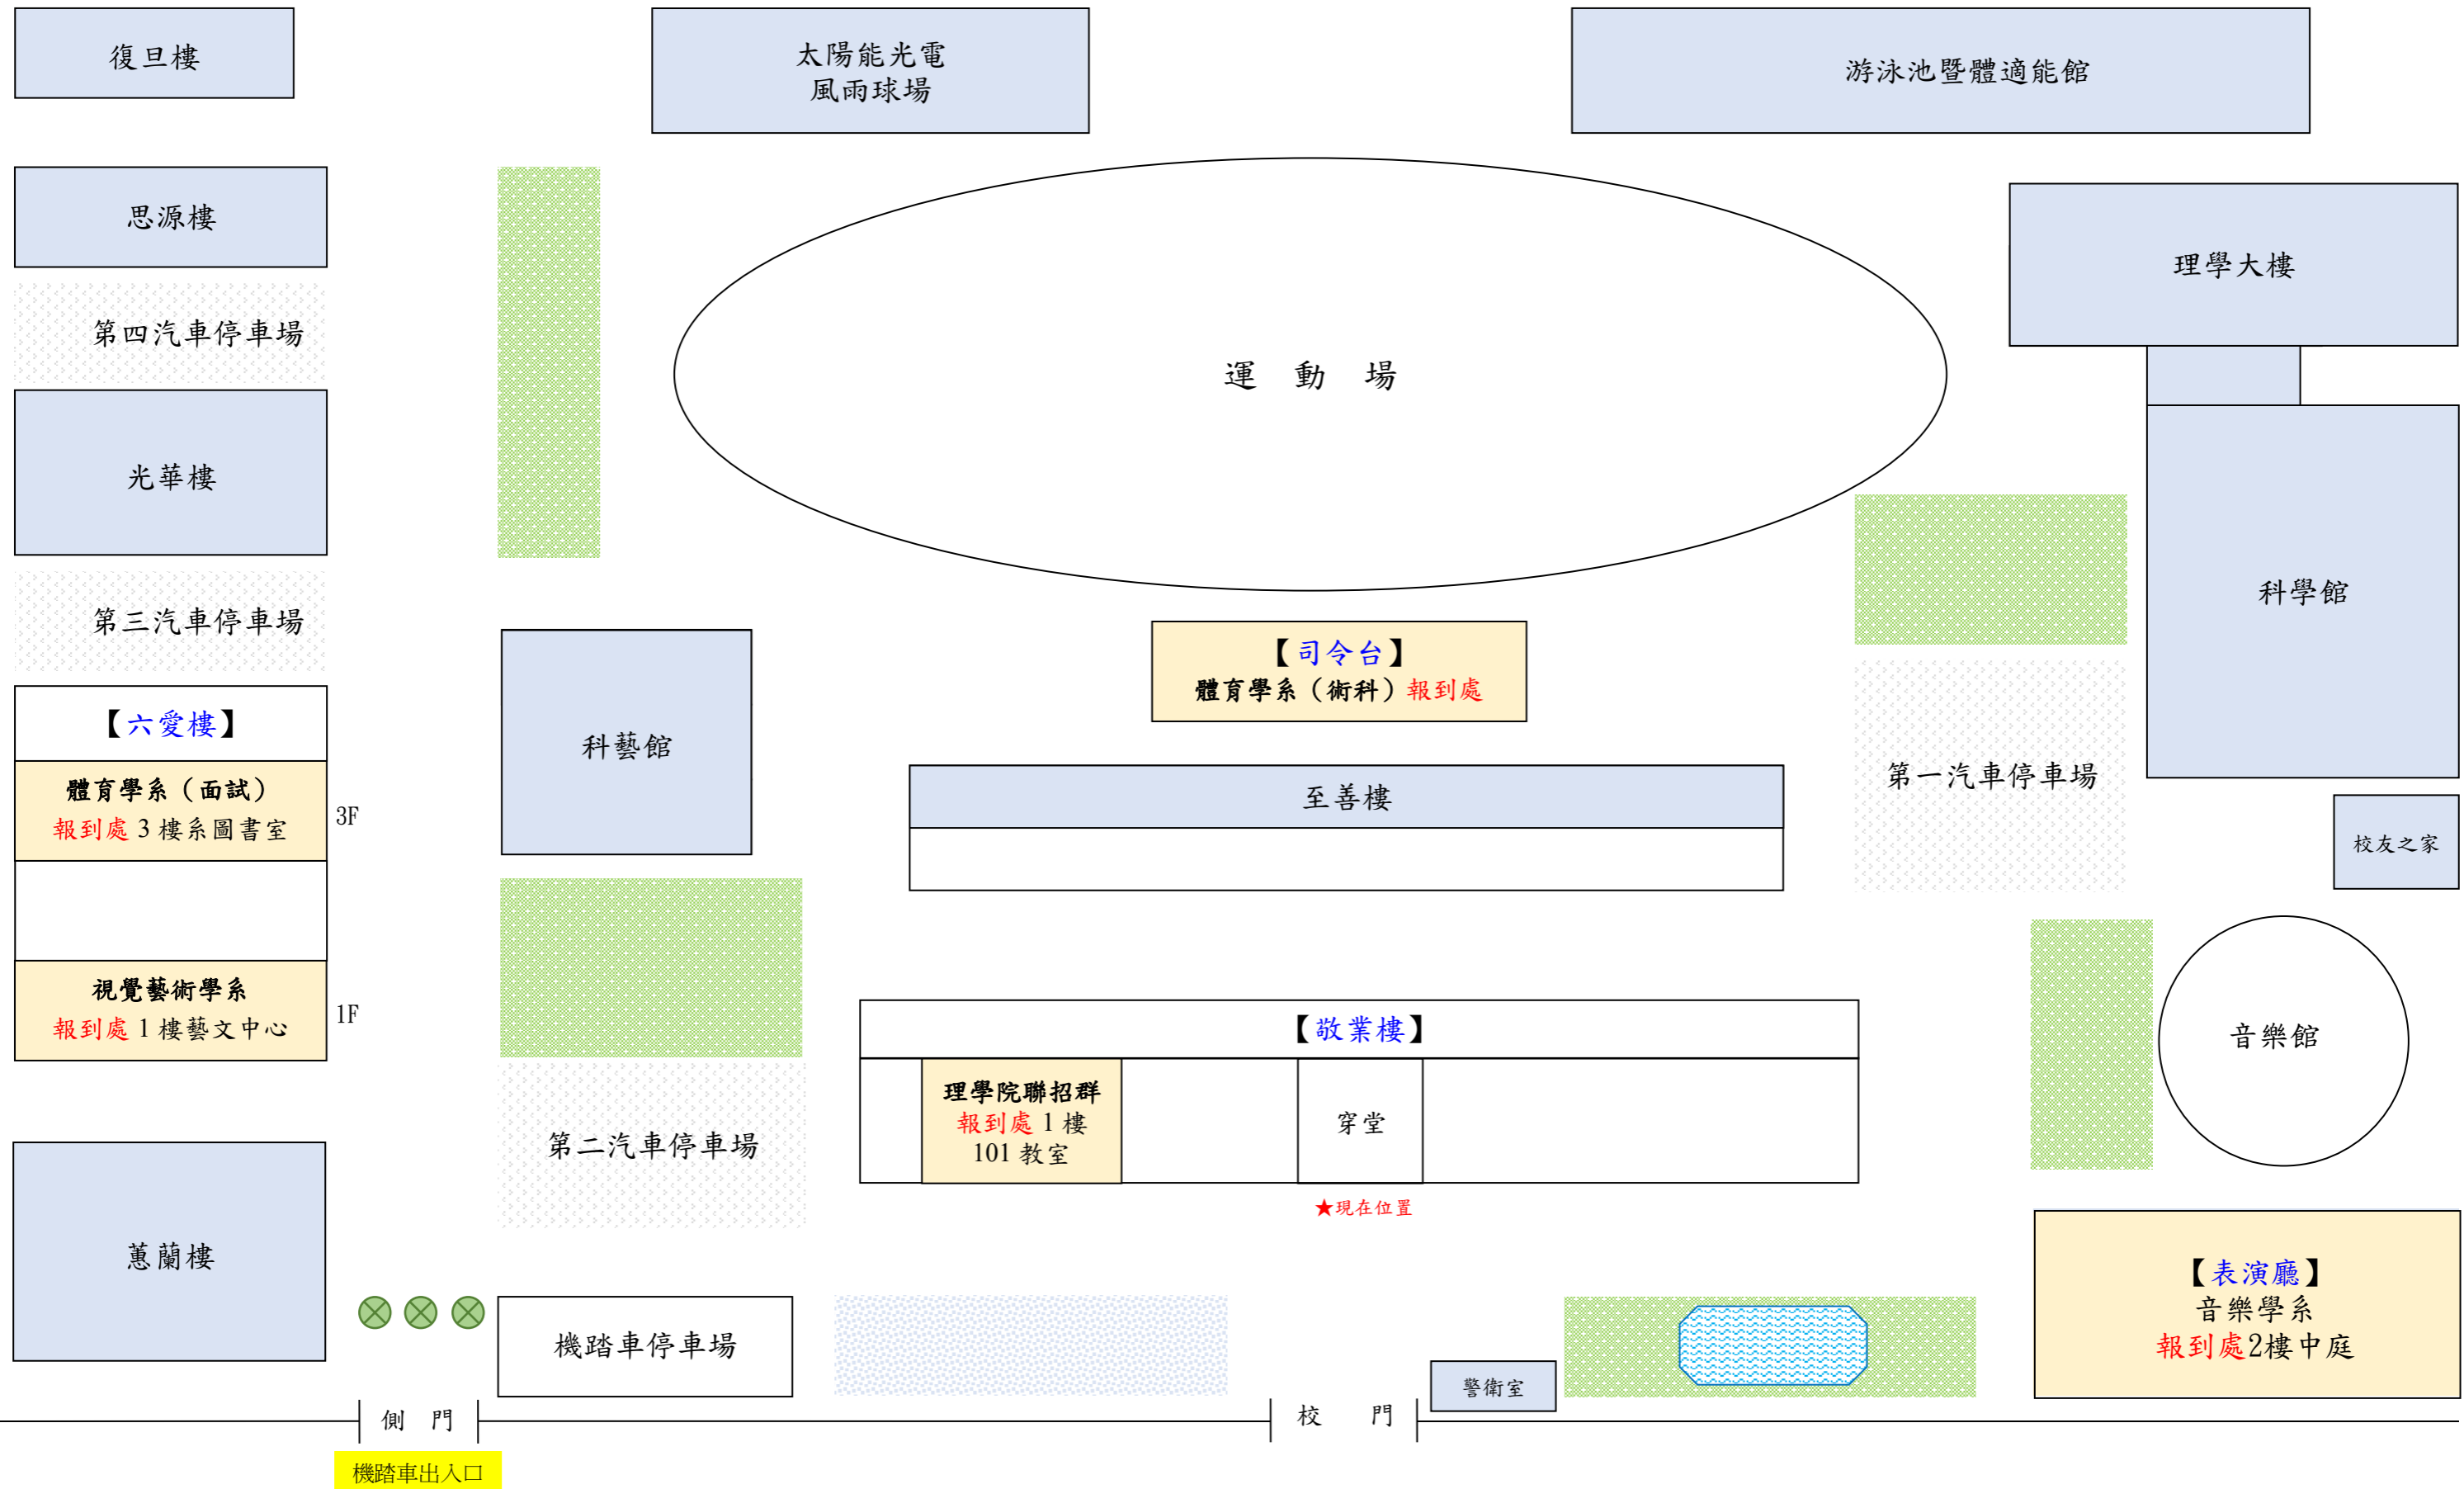 復旦樓
太陽能光電
風雨球場
游泳池暨體適能館
思源樓
理學大樓
第四汽車停車場
運 動 場
光華樓
科學館
第三汽車停車場
【司令台】
體育學系（術科）報到處
【六愛樓】
科藝館
體育學系（面試）
報到處 3 樓系圖書室
3F
至善樓
第一汽車停車場
校友之家
視覺藝術學系
報到處 1 樓藝文中心
1F
【敬業樓】
音樂館
理學院聯招群
報到處 1 樓
101 教室
穿堂
第二汽車停車場
★現在位置
蕙蘭樓
【表演廳】
音樂學系
報到處2樓中庭
機踏車停車場
警衛室
側 門
校 門
機踏車出入口